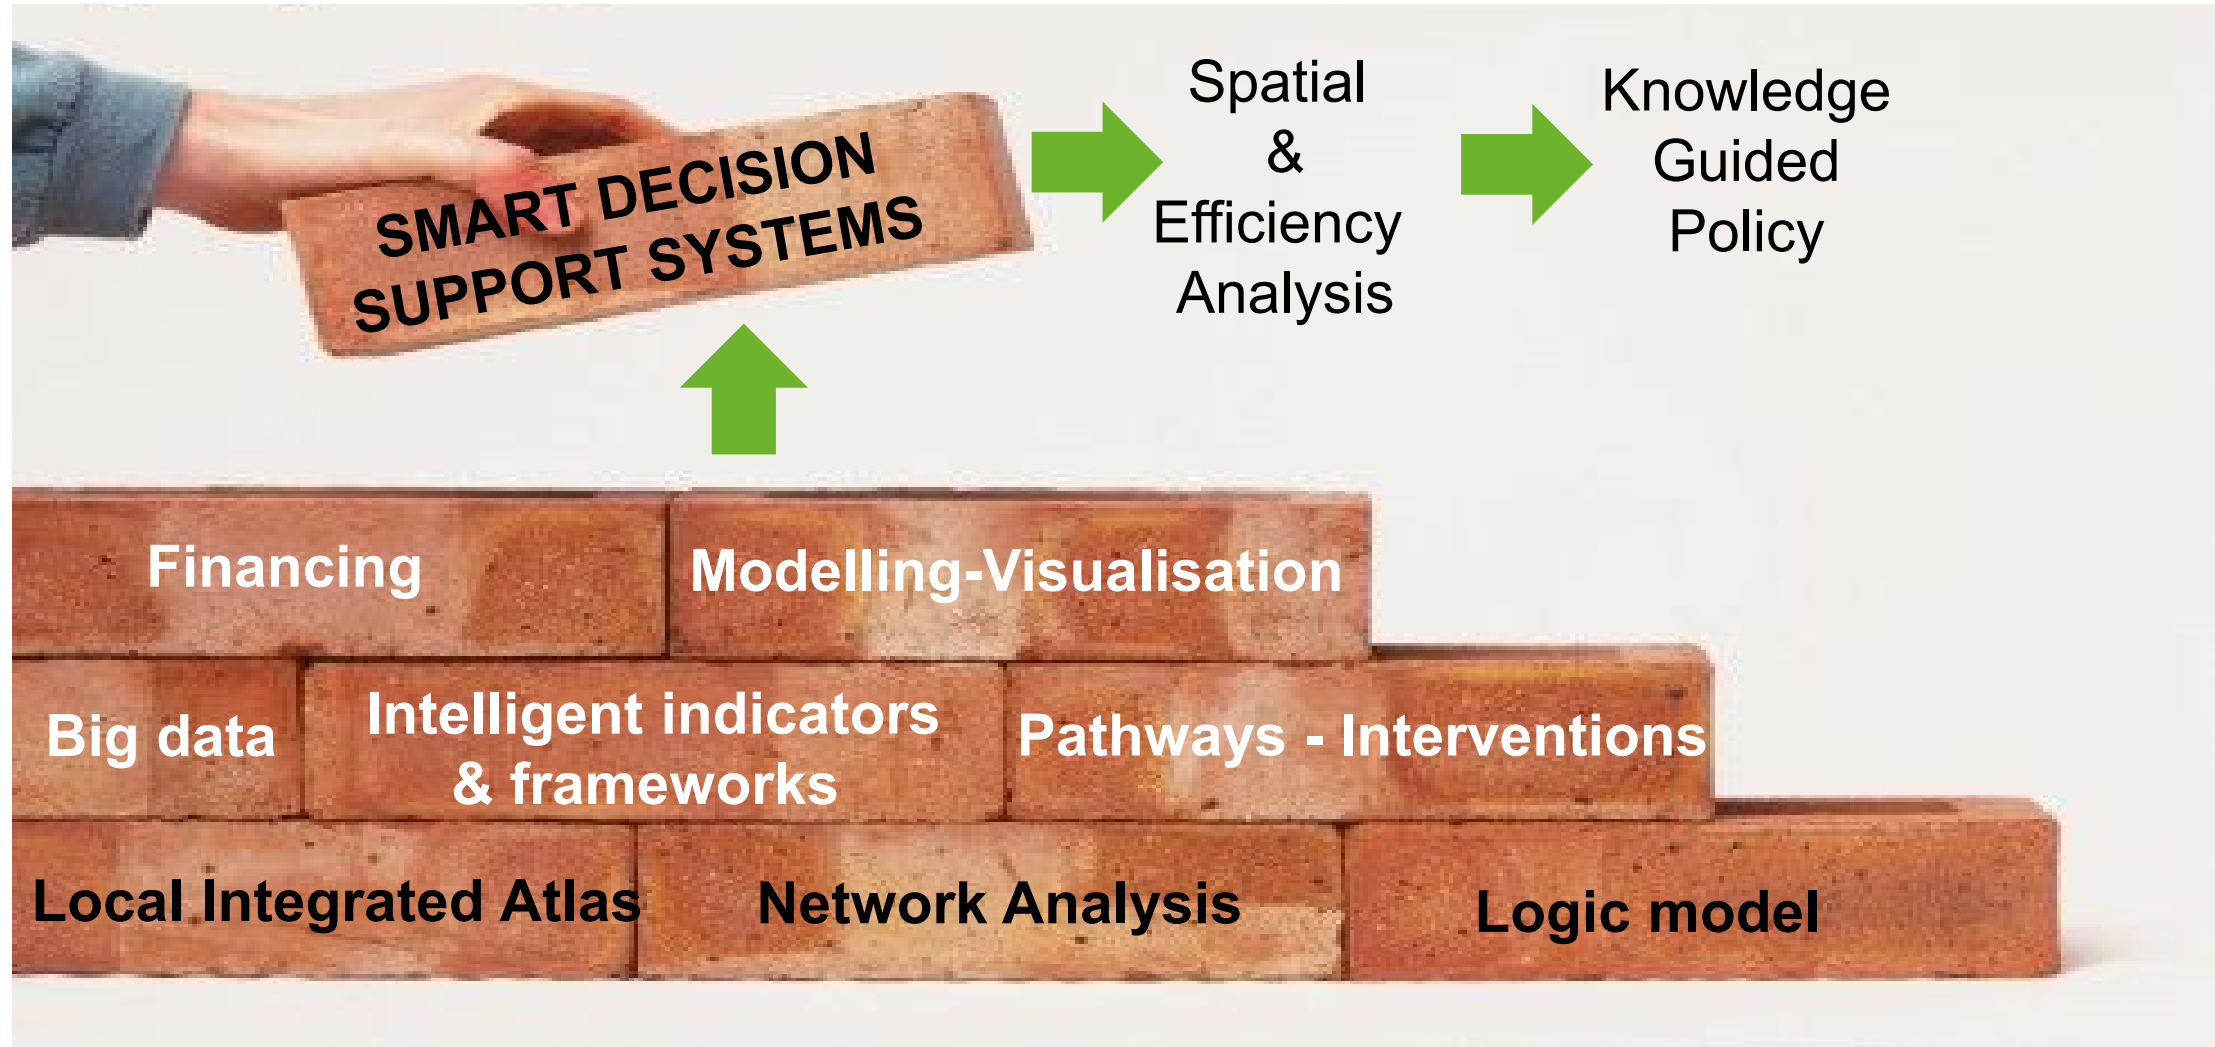 SMART DECISION
SUPPORT SYSTEMS
Spatial
&
Efficiency
Analysis
Knowledge
Guided
Policy
Financing
Modelling-Visualisation
Big data
Intelligent indicators
& frameworks
Pathways - Interventions
Local Integrated Atlas
Network Analysis
Logic model